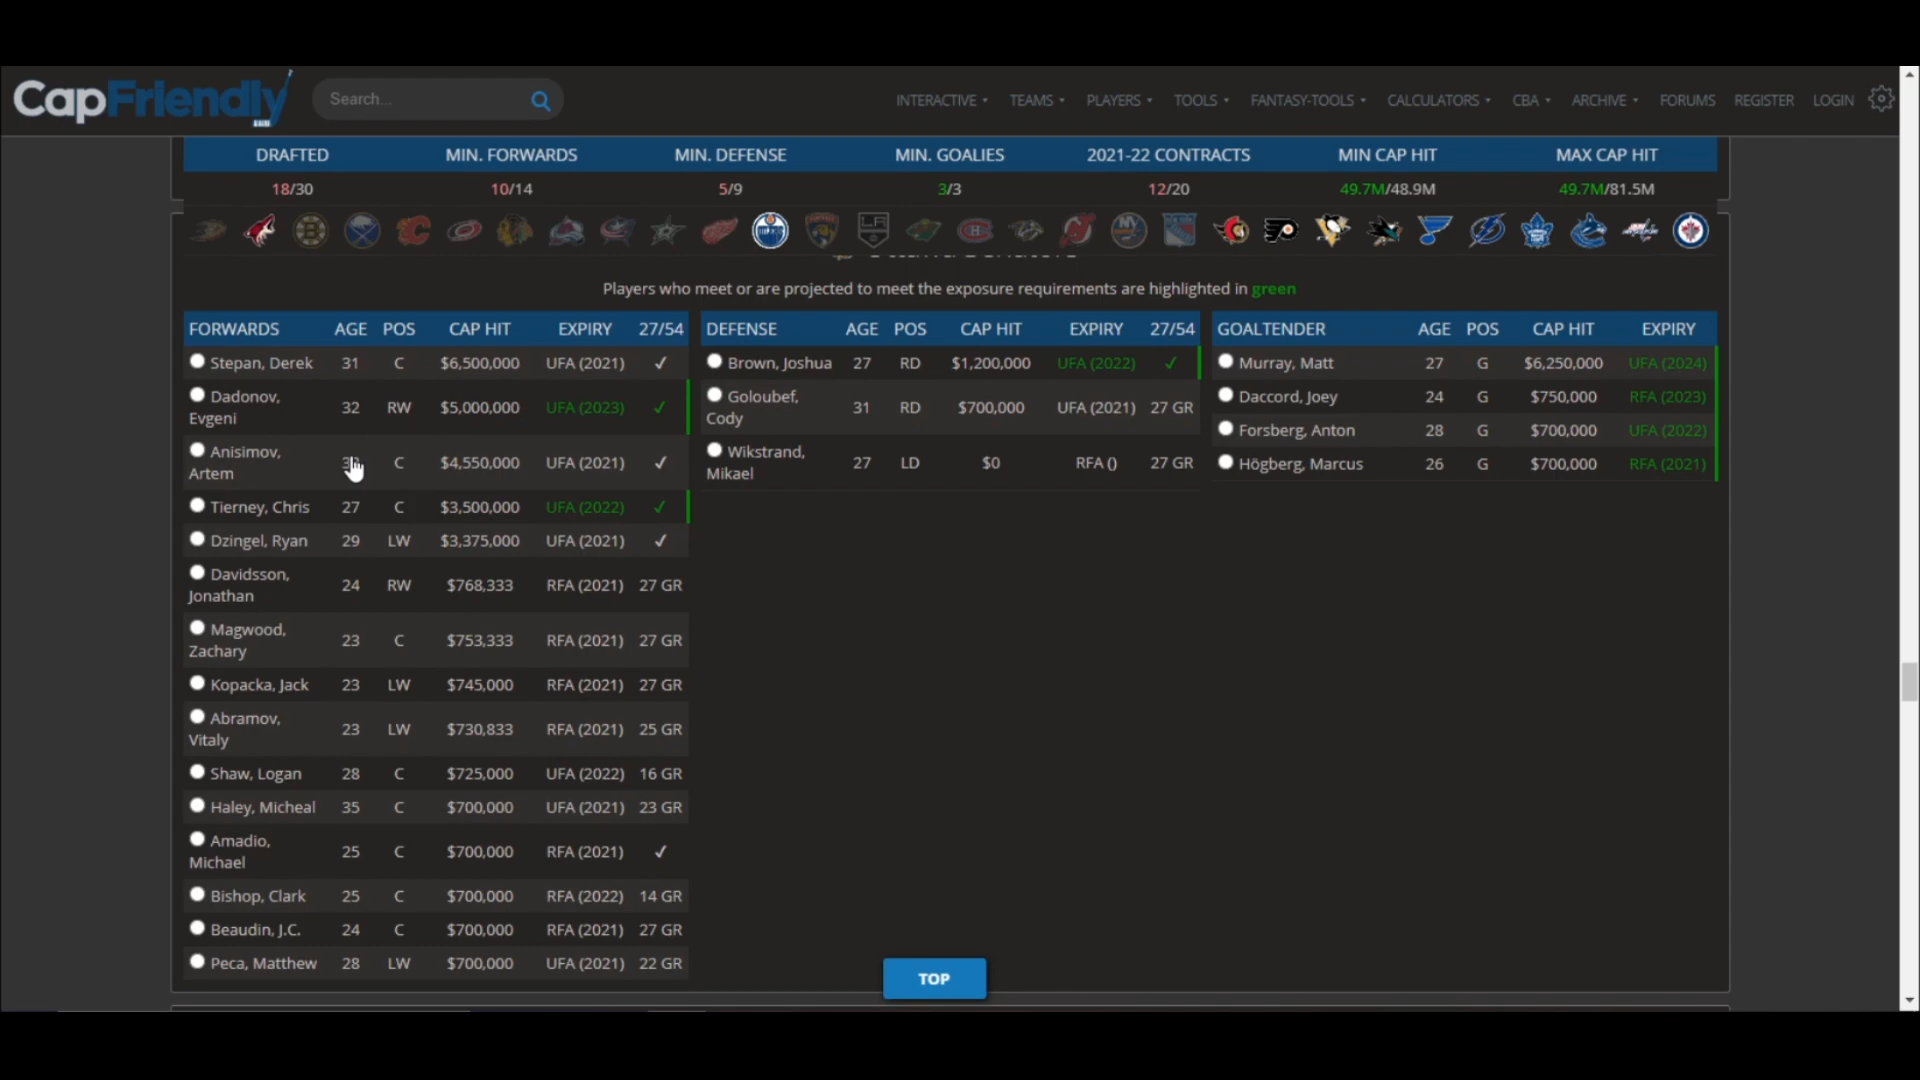 CapFriendly
Search...
INTERACTIVE TEAMS PLAYERS TOOLS FANTASY-TOOLS CALCULATORS CBA ARCHIVE FORUMS REGISTER LOGIN
DRAFTED MIN. FORWARDS MIN. DEFENSE MIN. GOALIES 2021-22 CONTRACTS MIN CAP HIT MAX CAP HIT
18/30 10/14 5/9 3/3 12/20 49.7M/48.9M 49.7M/81.5M
Players who meet or are projected to meet the exposure requirements are highlighted in green
FORWARDS AGE POS CAP HIT EXPIRY 27/54
Stepan, Derek 31 C $6,500,000 UFA (2021) ✓
Dadonov,
Evgeni 32 RW $5,000,000 UFA (2023) ✓
Anisimov,
Artem C $4,550,000 UFA (2021) ✓
Tierney, Chris 27 C $3,500,000 UFA (2022) ✓
Dzingel, Ryan 29 LW $3,375,000 UFA (2021) ✓
Davidsson,
Jonathan 24 RW $768,333 RFA (2021) 27 GR
Magwood,
Zachary 23 C $753,333 RFA (2021) 27 GR
Kopacka, Jack 23 LW $745,000 RFA (2021) 27 GR
Abramov,
Vitaly 23 LW $730,833 RFA (2021) 25 GR
Shaw, Logan 28 C $725,000 UFA (2022) 16 GR
Haley, Micheal 35 C $700,000 UFA (2021) 23 GR
Amadio,
Michael 25 C $700,000 RFA (2021) ✓
Bishop, Clark 25 C $700,000 RFA (2022) 14 GR
Beaudin, J.C. 24 C $700,000 RFA (2021) 27 GR
Peca, Matthew 28 LW $700,000 UFA (2021) 22 GR
DEFENSE AGE POS CAP HIT EXPIRY 27/54
Brown, Joshua 27 RD $1,200,000 UFA (2022) ✓
Goloubef,
Cody 31 RD $700,000 UFA (2021) 27 GR
Wikstrand,
Mikael 27 LD $0 RFA () 27 GR
GOALTENDER AGE POS CAP HIT EXPIRY
Murray, Matt 27 G $6,250,000 UFA (2024)
Daccord, Joey 24 G $750,000 RFA (2023)
Forsberg, Anton 28 G $700,000 UFA (2022)
Högberg, Marcus 26 G $700,000 RFA (2021)
TOP